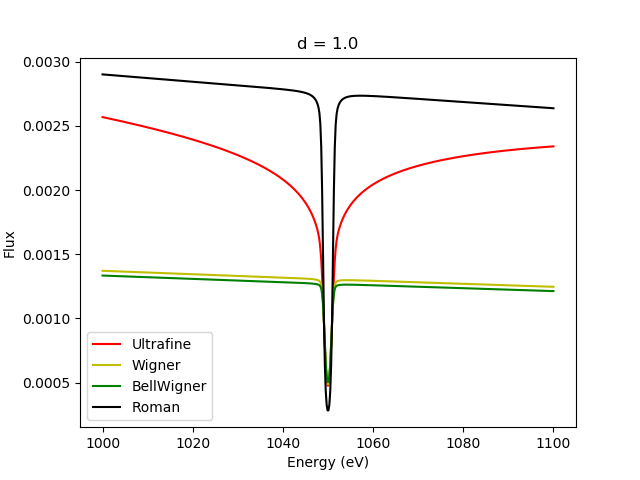 d = 1.0
0.0030
0.0025
0.0020
0.0015
0.0010
0.0005
Flux
Ultrafine
Wigner
BellWigner
Roman
1000
1020
1040
1060
1080
1100
Energy (eV)